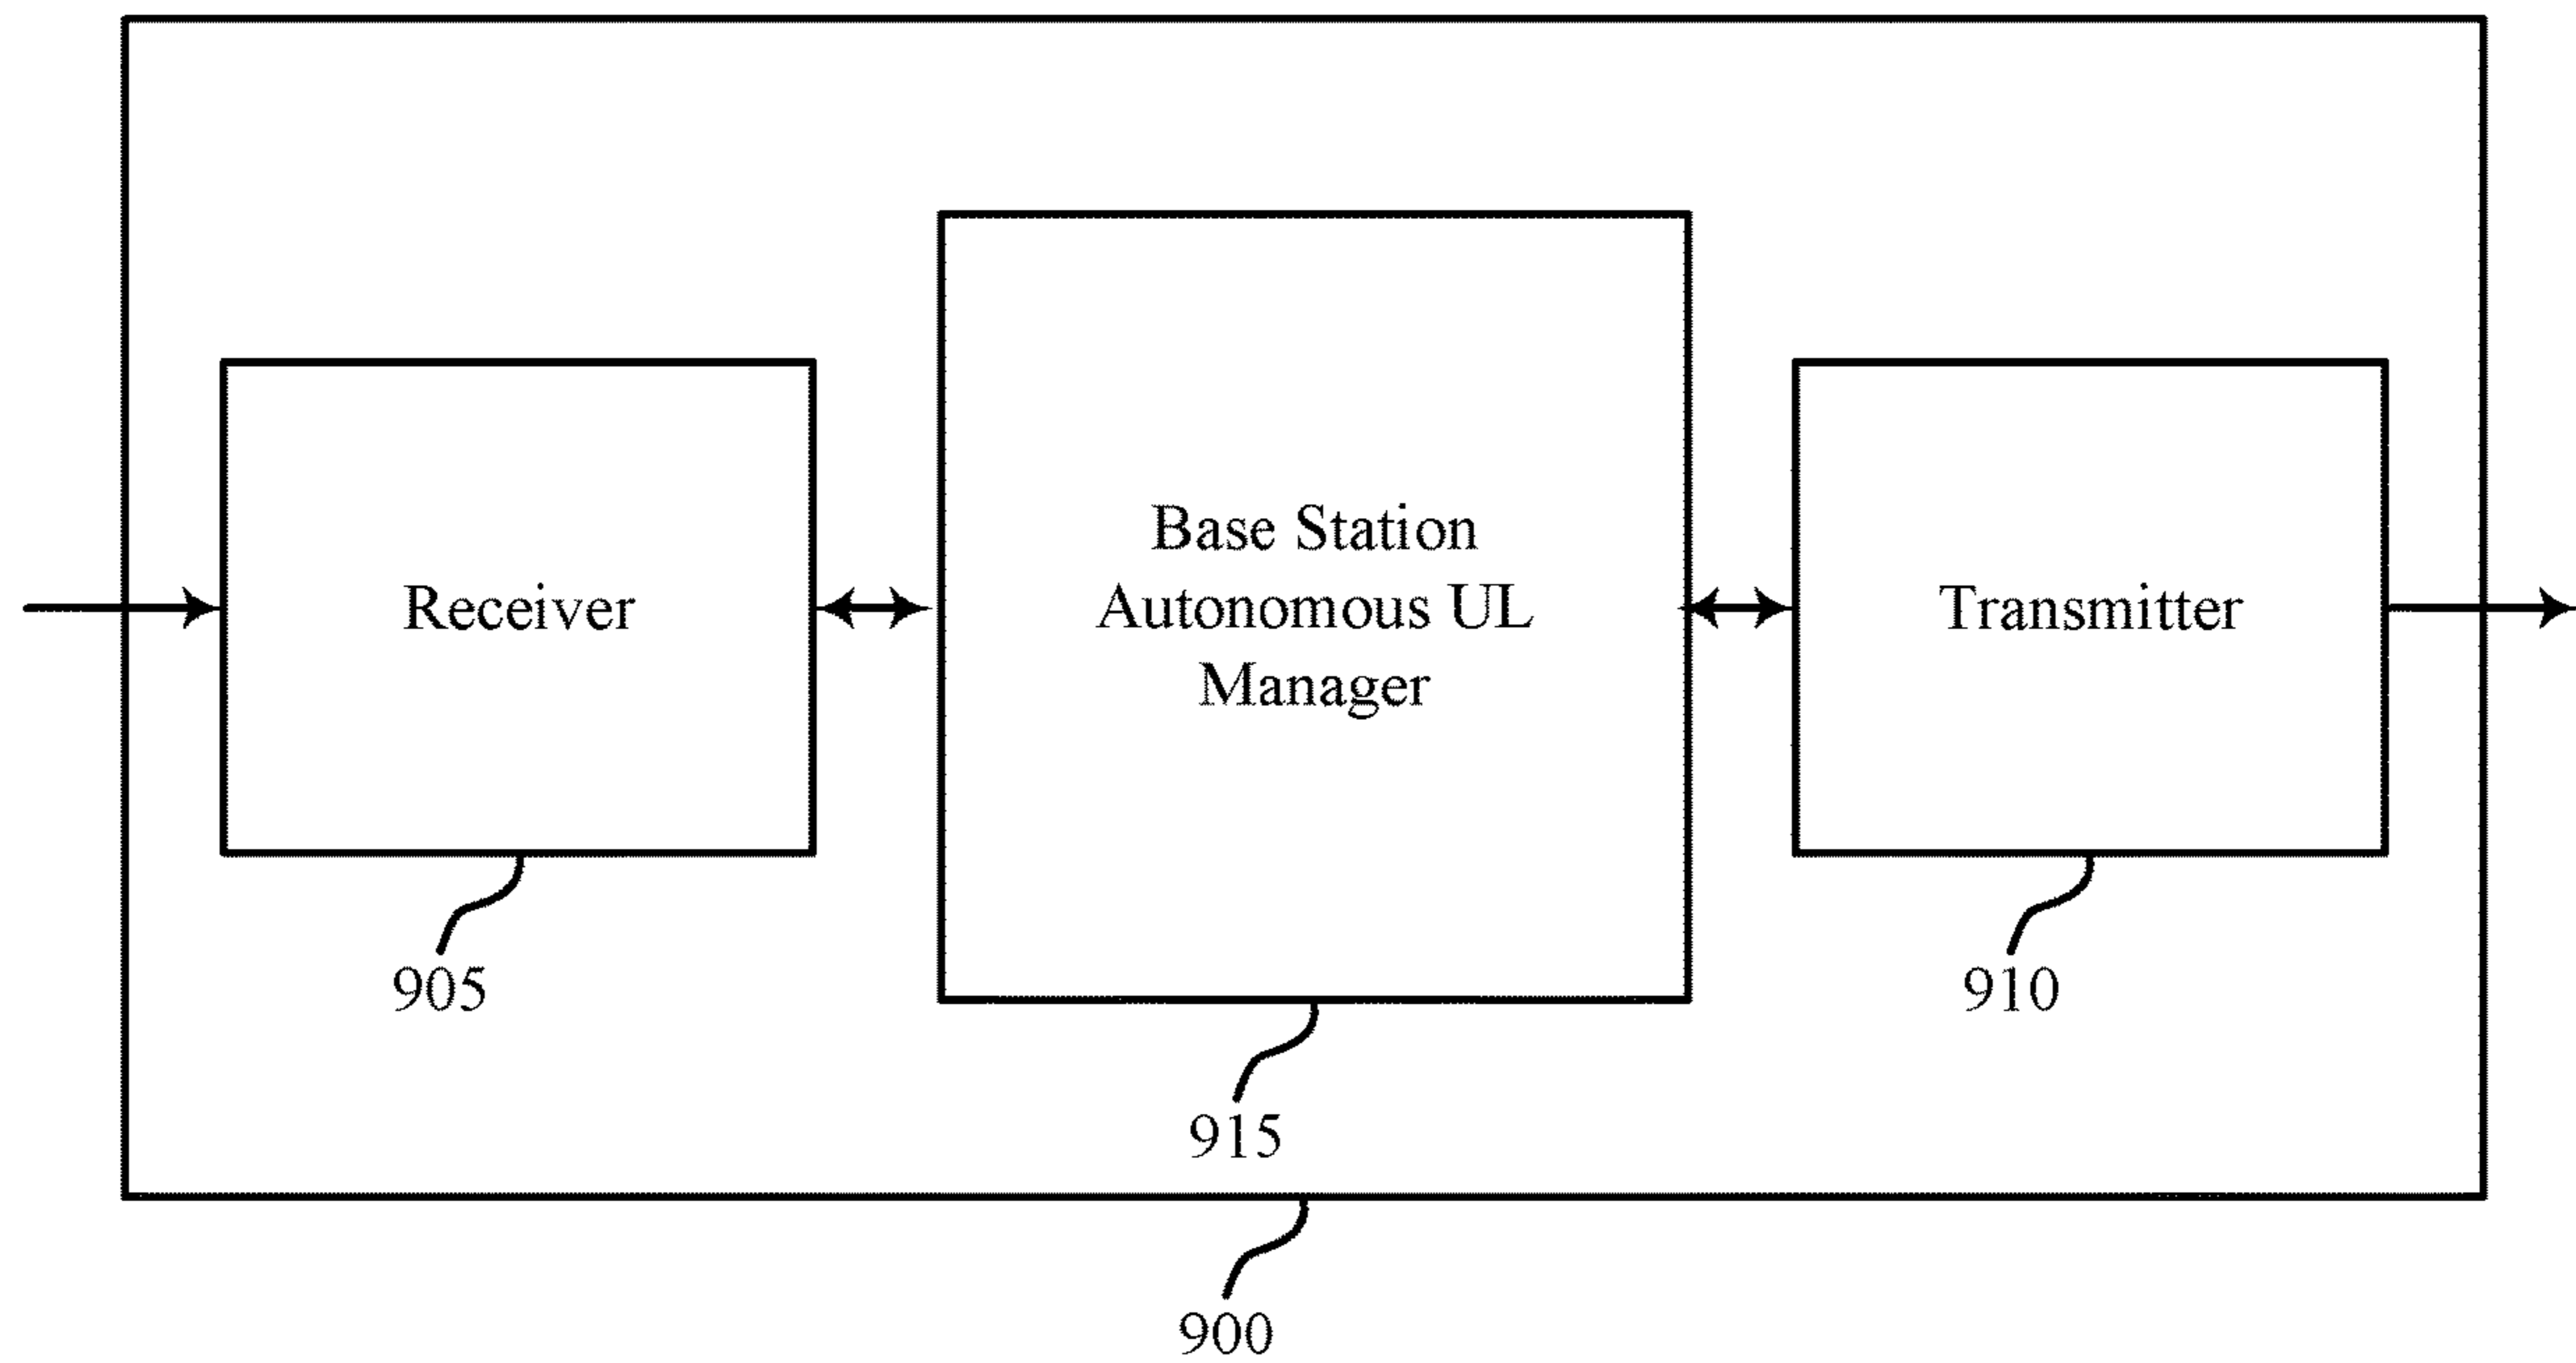 Receiver
Base Station
Autonomous UL
Manager
Transmitter
905
910
915
900